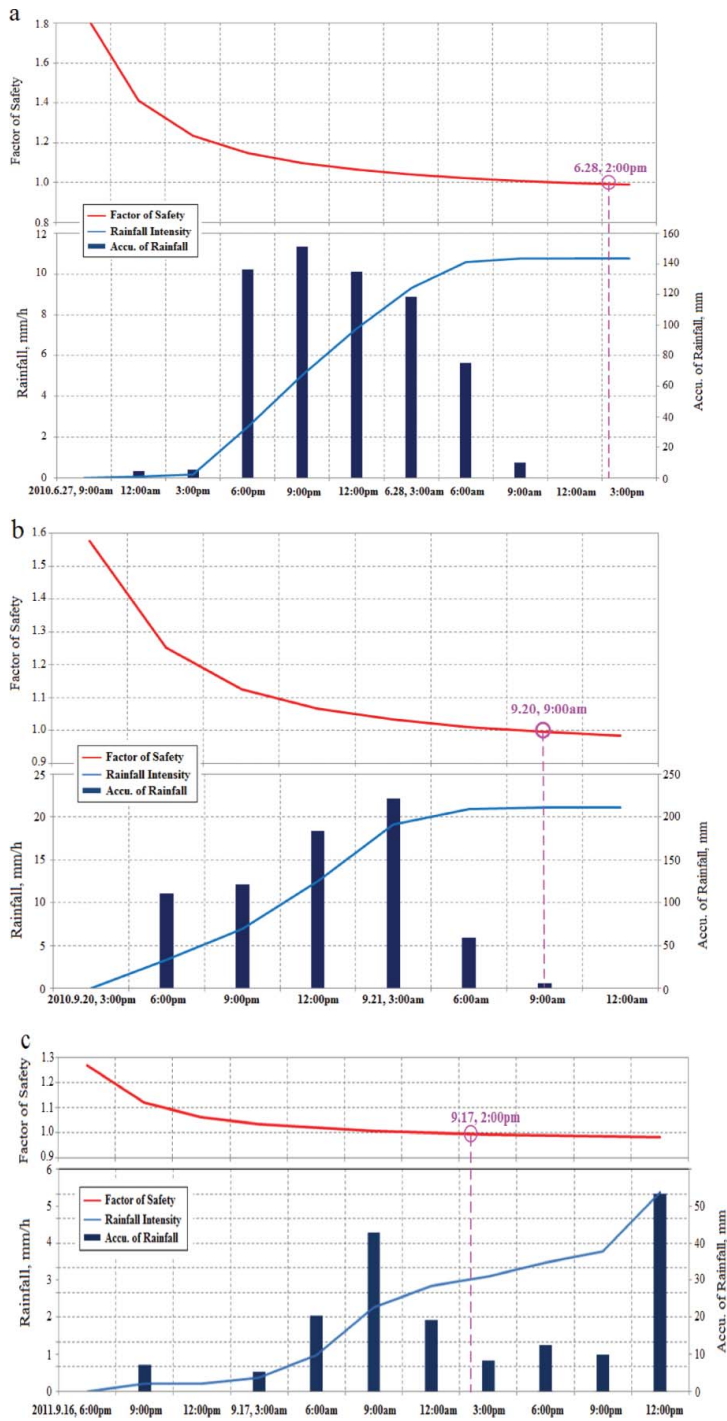 a
1.8
1.6
1.4
1.2
1.0
0.8
Factor of Safety
6.28, 2:00pm
Factor of Safety
Rainfall Intensity
Accu. of Rainfall
12
10
8
6
4
2
0
Rainfall, mm/h
160
140
120
100
80
60
40
20
0
Accu. of Rainfall, mm
2010.6.27, 9:00am 12:00am 3:00pm 6:00pm 9:00pm 12:00pm 6.28, 3:00am 6:00am 9:00am 12:00am 3:00pm
b
1.6
1.5
1.4
1.3
1.2
1.1
1.0
0.9
Factor of Safety
9.20, 9:00am
Factor of Safety
Rainfall Intensity
Accu. of Rainfall
25
20
15
10
5
0
Rainfall, mm/h
250
200
150
100
50
0
Accu. of Rainfall, mm
2010.9.20, 3:00pm 6:00pm 9:00pm 12:00pm 9.21, 3:00am 6:00am 9:00am 12:00am
c
1.3
1.2
1.1
1.0
0.9
Factor of Safety
9.17, 2:00pm
Factor of Safety
Rainfall Intensity
Accu. of Rainfall
6
5
4
3
2
1
0
Rainfall, mm/h
50
40
30
20
10
0
Accu. of Rainfall, mm
2011.9.16, 6:00pm 9:00pm 12:00pm 9.17, 3:00am 6:00am 9:00am 12:00am 3:00pm 6:00pm 9:00pm 12:00pm